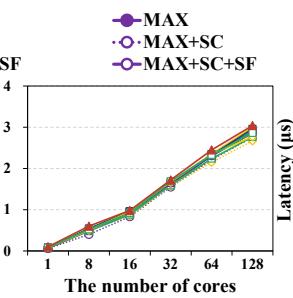 MAX
MAX+SC
SF MAX+SC+SF
4
3
2
1
0
1 8 16 32 64 128
The number of cores
Latency (µs)